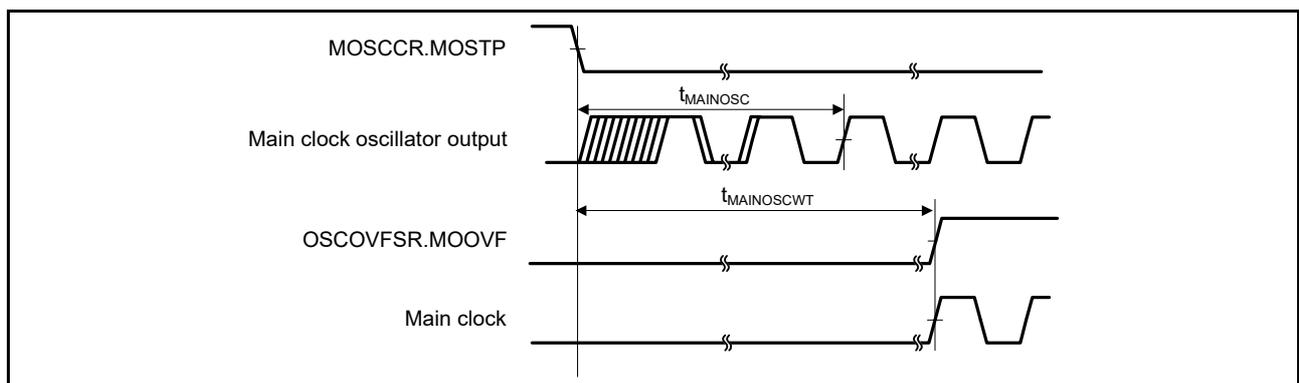 MOSCCR.MOSTP
tMAINOSC
Main clock oscillator output
tMAINOSCWT
OSCOVFSR.MOOVF
Main clock